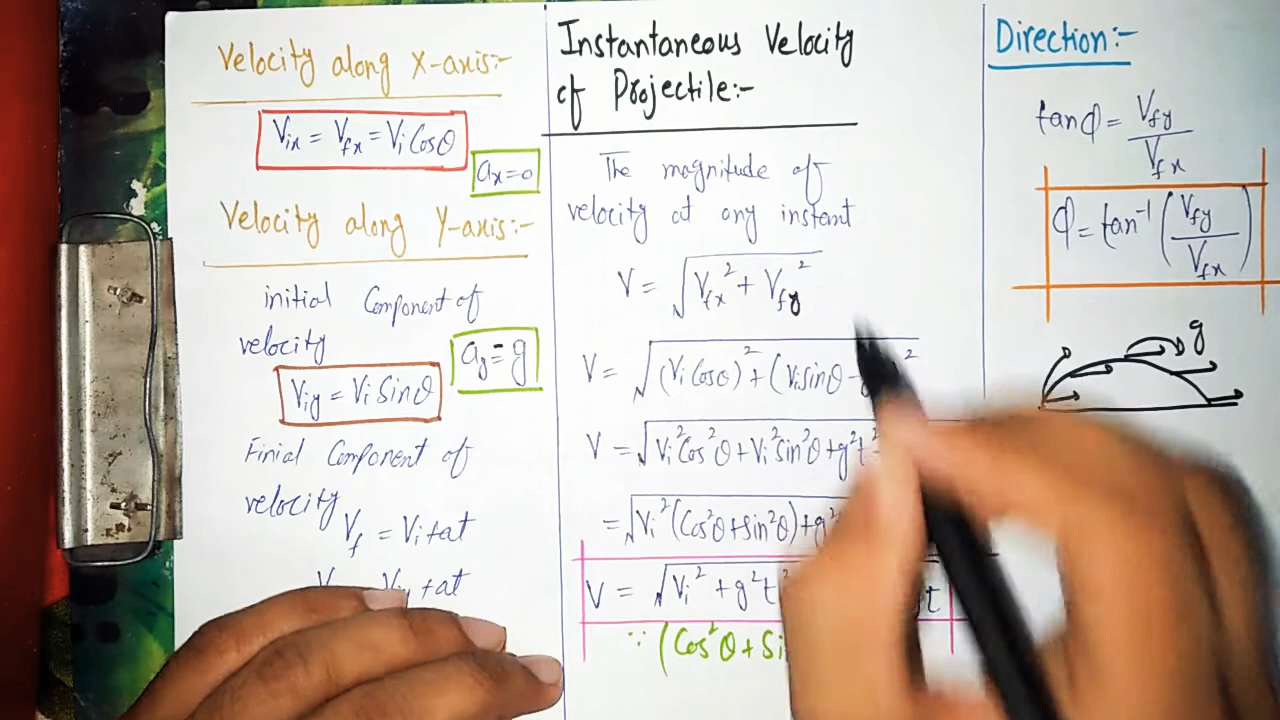 Velocity along X-axis:-
Vix = Vfx = Vi Cosθ
ax=0
Velocity along Y-axis:-
initial Component of
velocity
ay = g
Viy = Vi Sinθ
Finial Component of
velocity
Vf = Vi + at
+ at
Instantaneous Velocity
of Projectile:-
The magnitude of
velocity at any instant
V = √(Vfx² + Vfy²)
V = √((Vi Cosθ)² + (Vi sinθ - ²
V = √(Vi² Cos²θ + Vi² sin²θ + g²t²
= √(Vi² (Cos²θ + sin²θ) + g²
V = √(Vi² + g²t² t
∵ (Cos²θ + Si
Direction:-
tanΦ = Vfy/Vfx
Φ = tan⁻¹ (Vfy/Vfx)
g